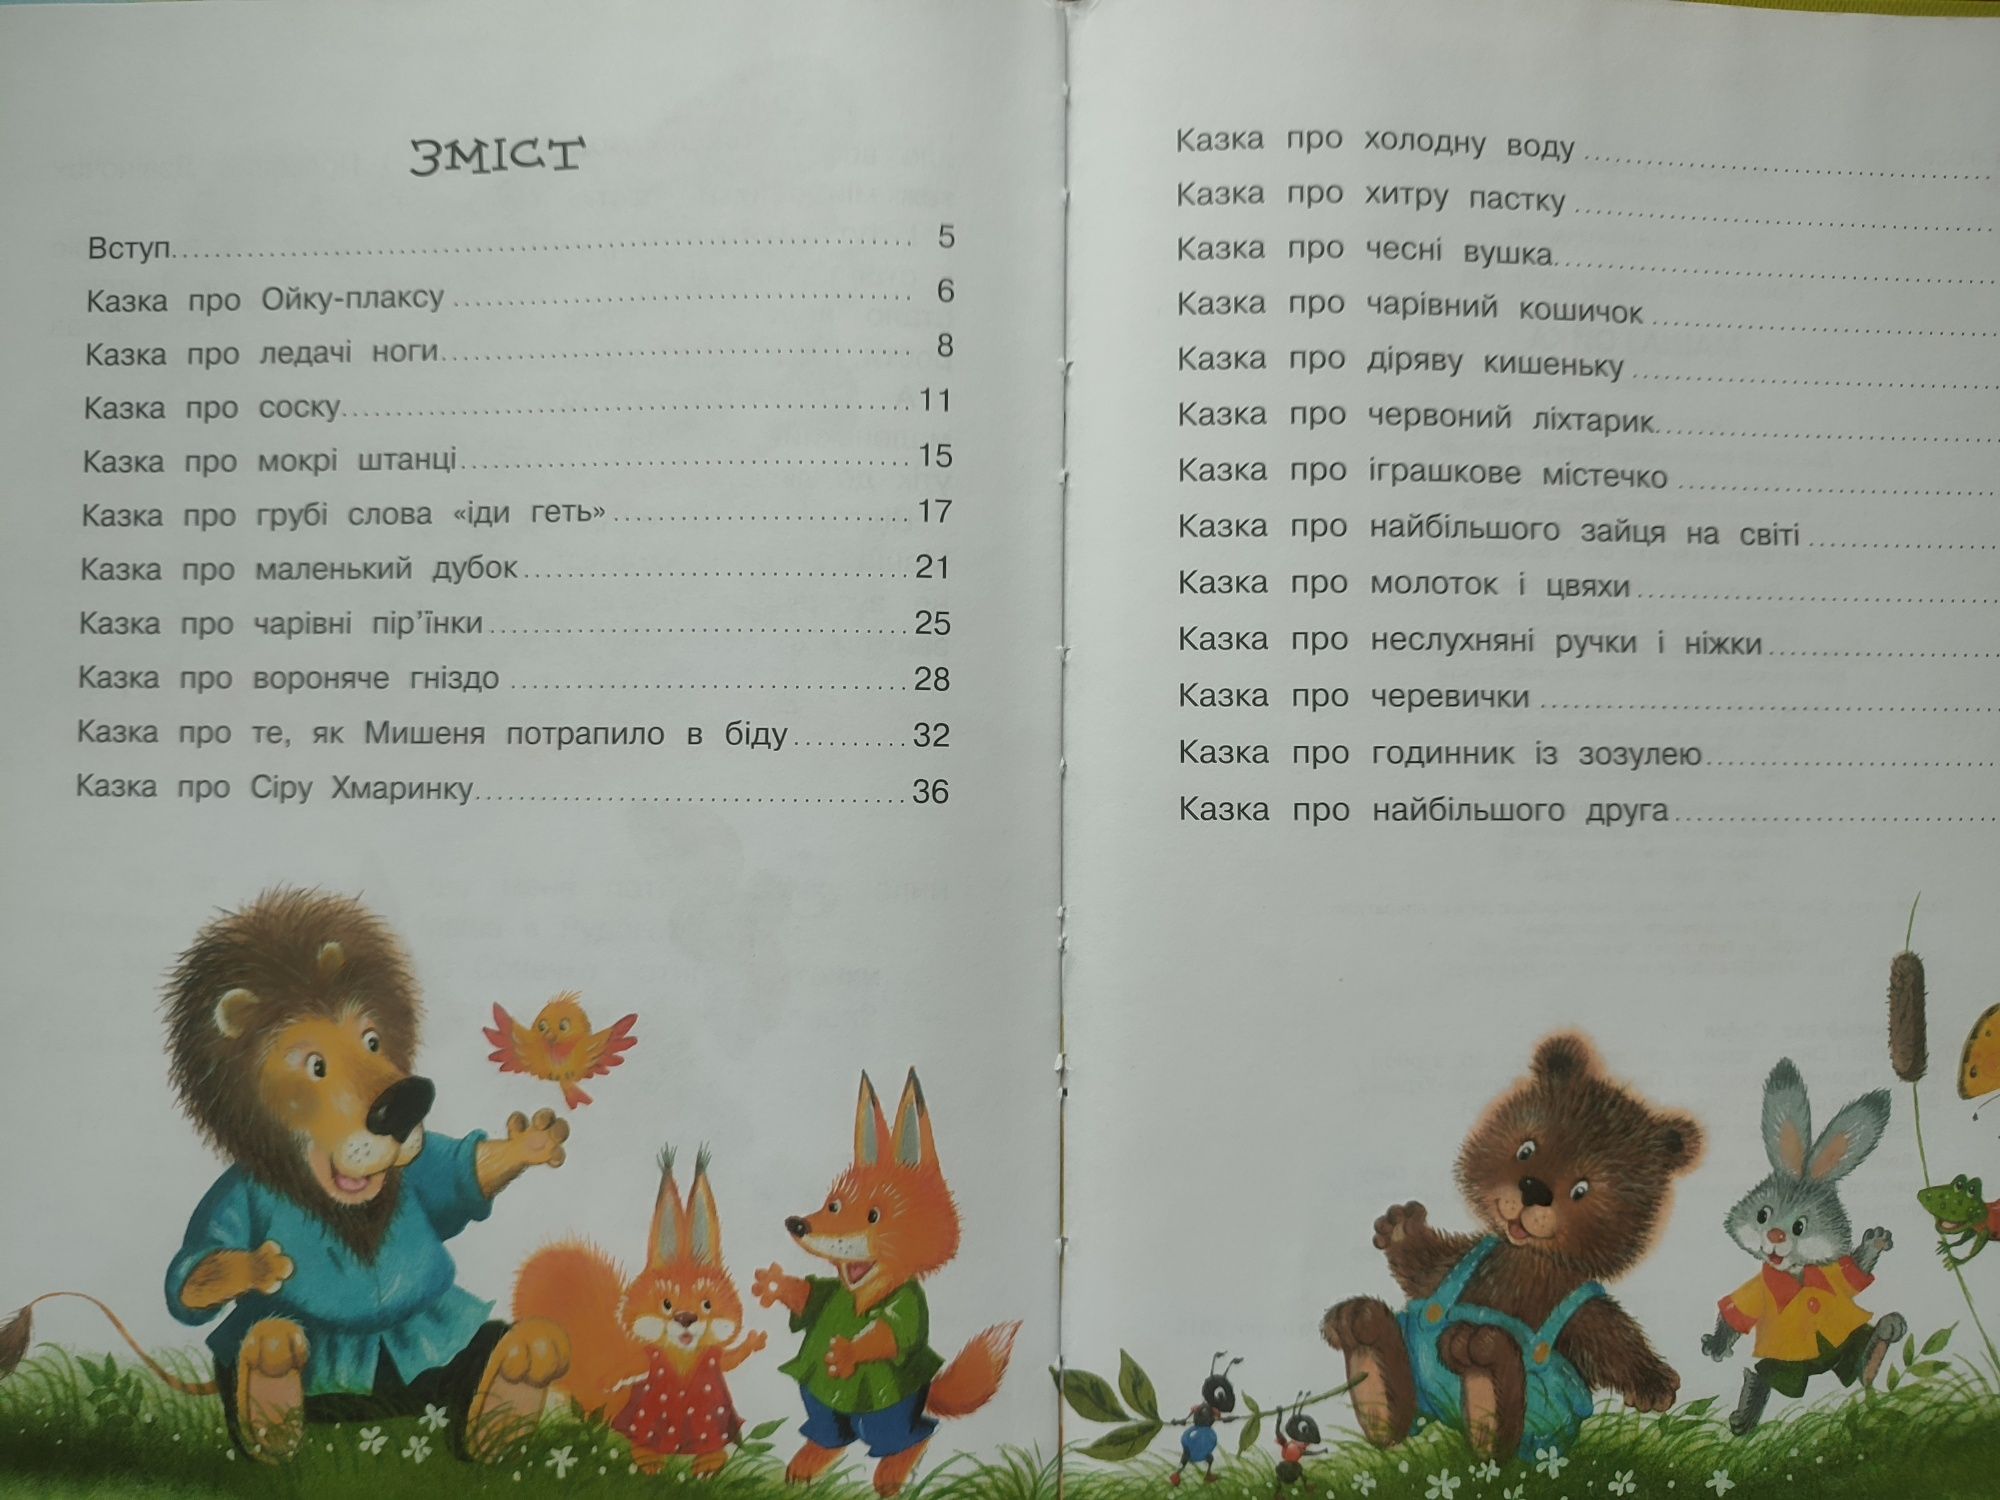 ЗМІСТ
Вступ.......... 5
Казка про Ойку-плаксу.......... 6
Казка про ледачі ноги.......... 8
Казка про соску.......... 11
Казка про мокрі штанці.......... 15
Казка про грубі слова «іди геть».......... 17
Казка про маленький дубок.......... 21
Казка про чарівні пір’їнки.......... 25
Казка про вороняче гніздо.......... 28
Казка про те, як Мишеня потрапило в біду.......... 32
Казка про Сіру Хмаринку.......... 36
Казка про холодну воду..........
Казка про хитру пастку..........
Казка про чесні вушка..........
Казка про чарівний кошичок..........
Казка про діряву кишеньку..........
Казка про червоний ліхтарик..........
Казка про іграшкове містечко..........
Казка про найбільшого зайця на світі..........
Казка про молоток і цвяхи..........
Казка про неслухняні ручки і ніжки..........
Казка про черевички..........
Казка про годинник із зозулею..........
Казка про найбільшого друга..........